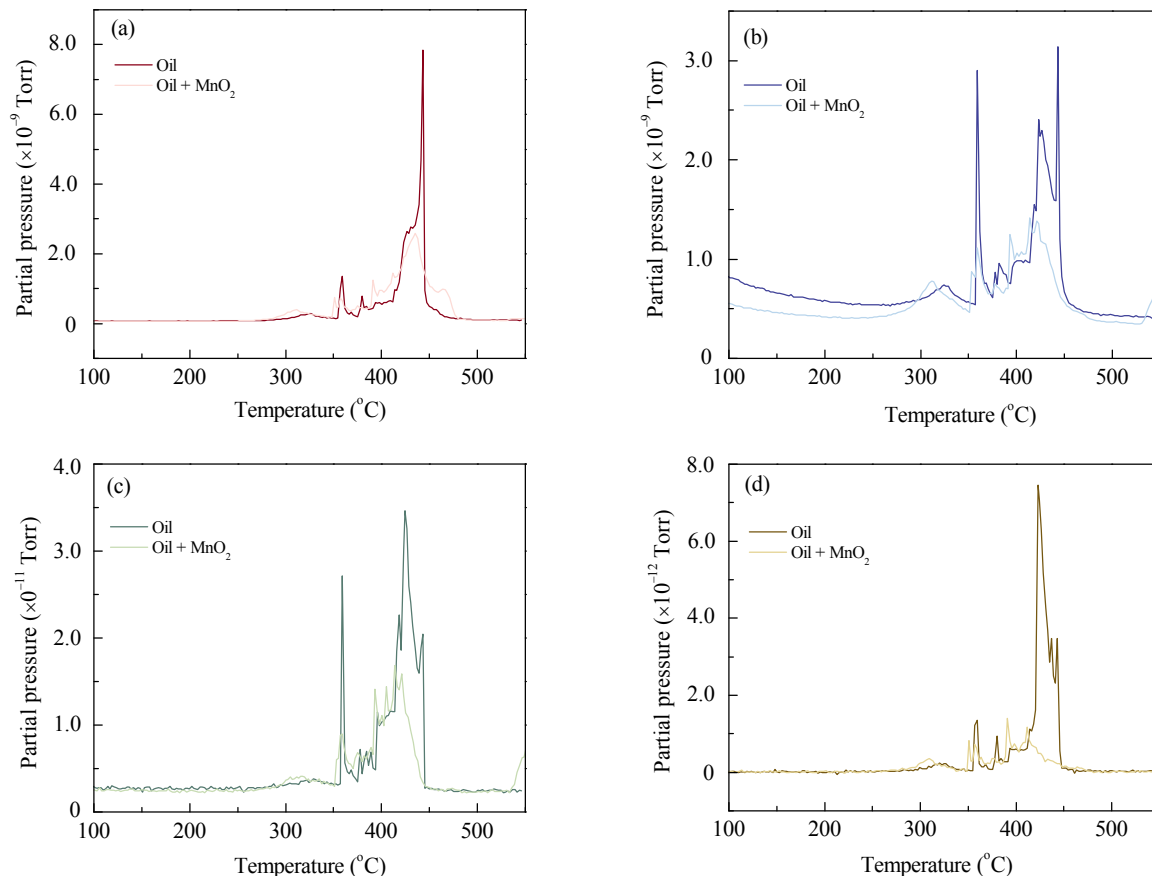 (a)
8.0
6.0
4.0
2.0
0
Oil
Oil + MnO₂
Partial pressure (×10⁻⁹ Torr)
100 200 300 400 500
Temperature (°C)
(b)
3.0
2.0
1.0
0
Oil
Oil + MnO₂
Partial pressure (×10⁻⁹ Torr)
100 200 300 400 500
Temperature (°C)
(c)
4.0
3.0
2.0
1.0
0
Oil
Oil + MnO₂
Partial pressure (×0⁻¹¹ Torr)
100 200 300 400 500
Temperature (°C)
(d)
8.0
6.0
4.0
2.0
0
Oil
Oil + MnO₂
Partial pressure (×10⁻¹² Torr)
100 200 300 400 500
Temperature (°C)